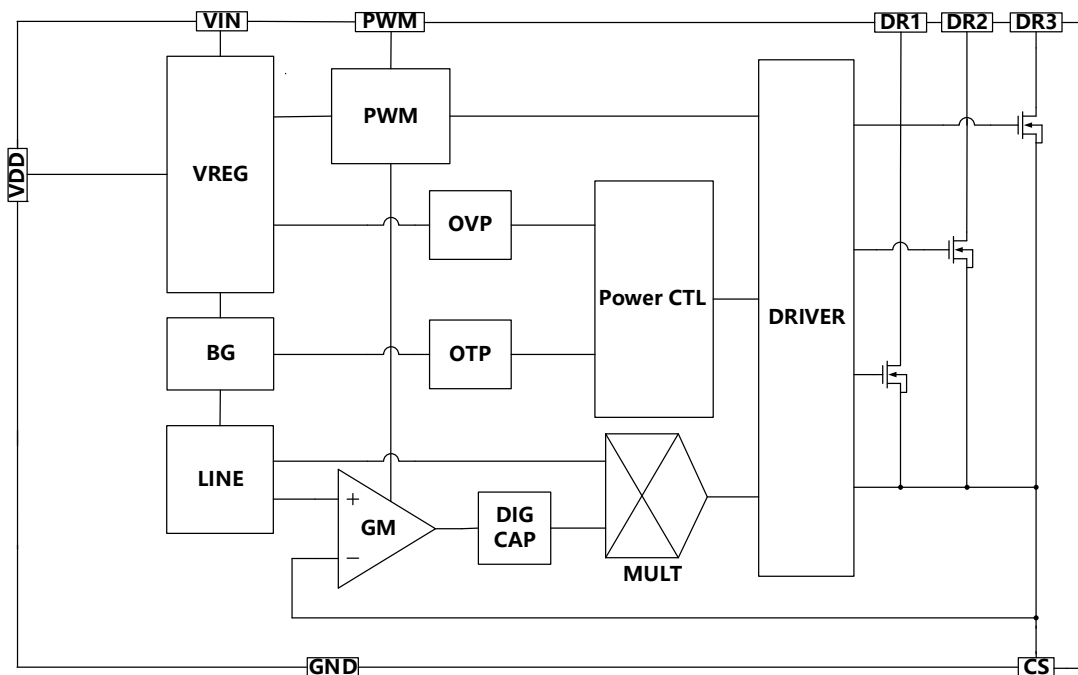 VIN
PWM
DR1
DR2
DR3
VDD
VREG
PWM
OVP
Power CTL
DRIVER
BG
OTP
LINE
+
GM
−
DIG
CAP
MULT
GND
CS